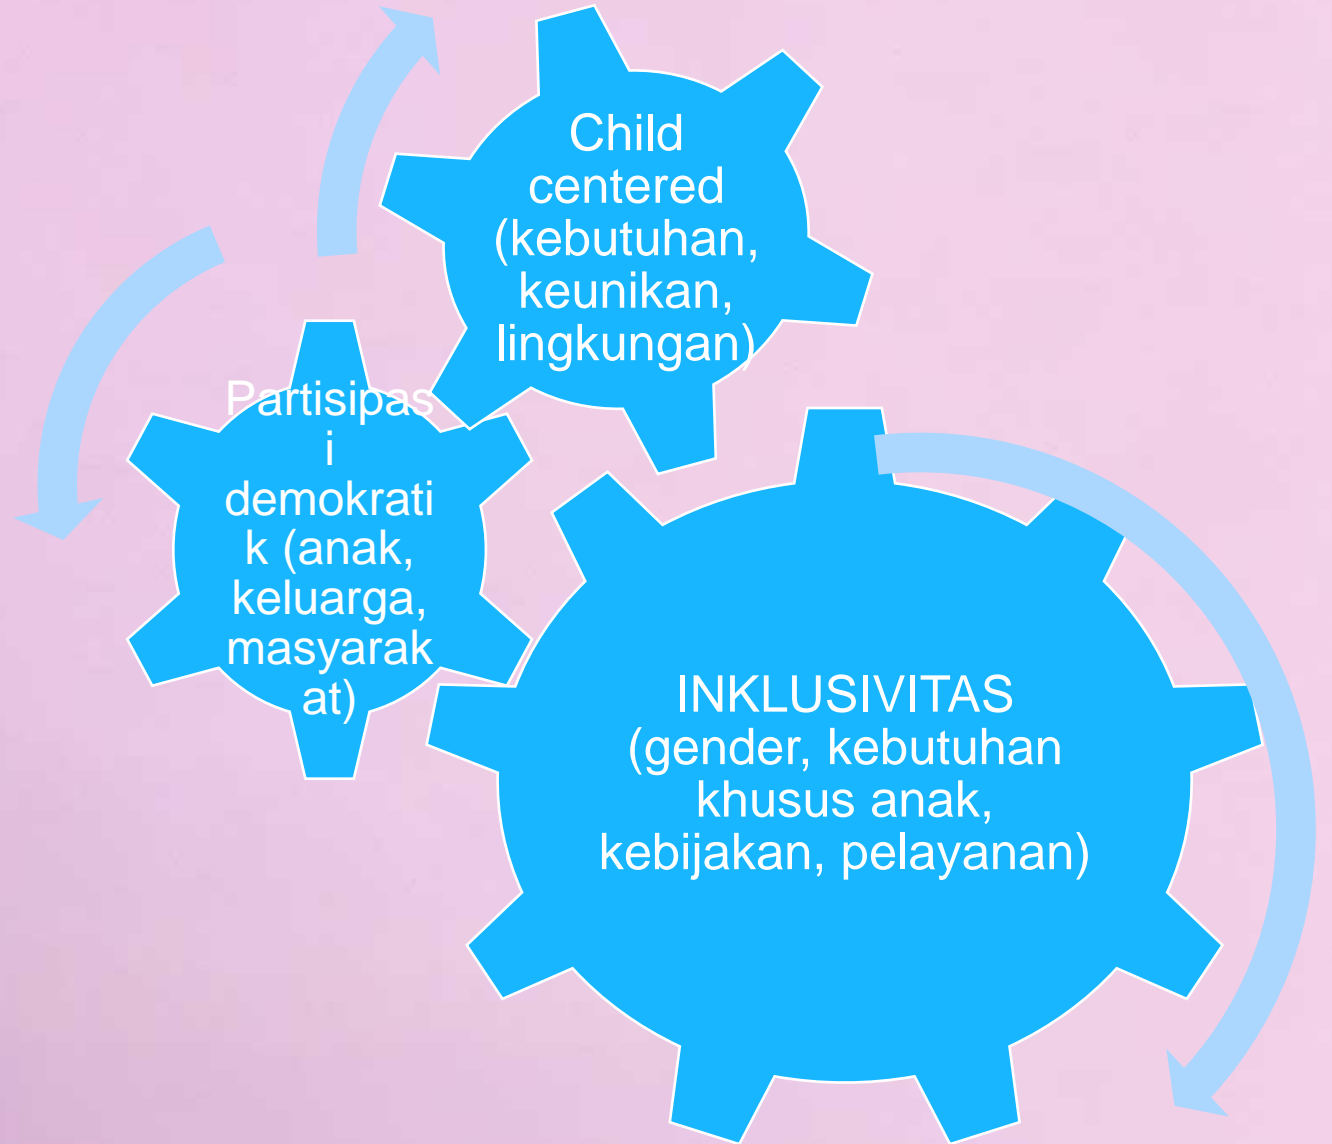 Child
centered
(kebutuhan,
keunikan,
lingkungan)
Partisipas
i
demokrati
k (anak,
keluarga,
masyarak
at)
INKLUSIVITAS
(gender, kebutuhan
khusus anak,
kebijakan, pelayanan)